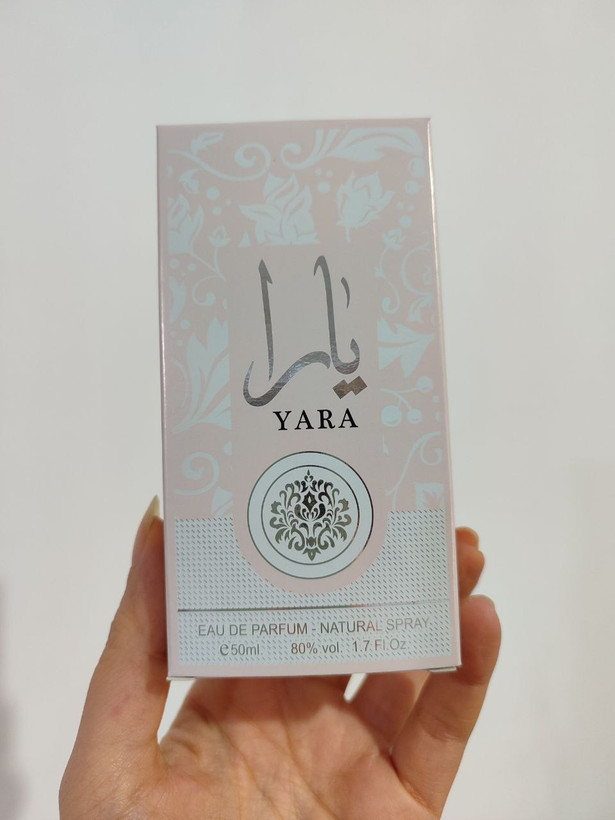 يارا
YARA
EAU DE PARFUM - NATURAL SPRAY
℮50ml 80% vol. 1.7 Fl Oz.